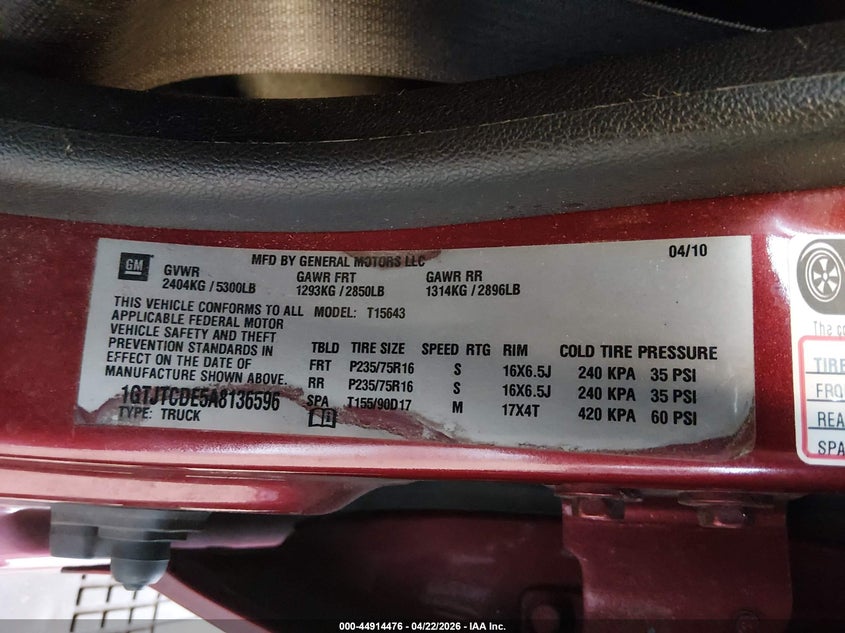 GM
MFD BY GENERAL MOTORS LLC
04/10
GVWR GAWR FRT GAWR RR
2404KG / 5300LB 1293KG / 2850LB 1314KG / 2896LB
THIS VEHICLE CONFORMS TO ALL MODEL: T15643
APPLICABLE FEDERAL MOTOR
VEHICLE SAFETY AND THEFT
PREVENTION STANDARDS IN
EFFECT ON THE DATE OF
MANUFACTURE SHOWN ABOVE.
1GTJTCDE5A8136596
TYPE: TRUCK
TBLD TIRE SIZE SPEED RTG RIM COLD TIRE PRESSURE
FRT P235/75R16 S 16X6.5J 240 KPA 35 PSI
RR P235/75R16 S 16X6.5J 240 KPA 35 PSI
SPA T155/90D17 M 17X4T 420 KPA 60 PSI
The
TIRE
REA
SPA
000-44914476 - 04/22/2026 - IAA Inc.